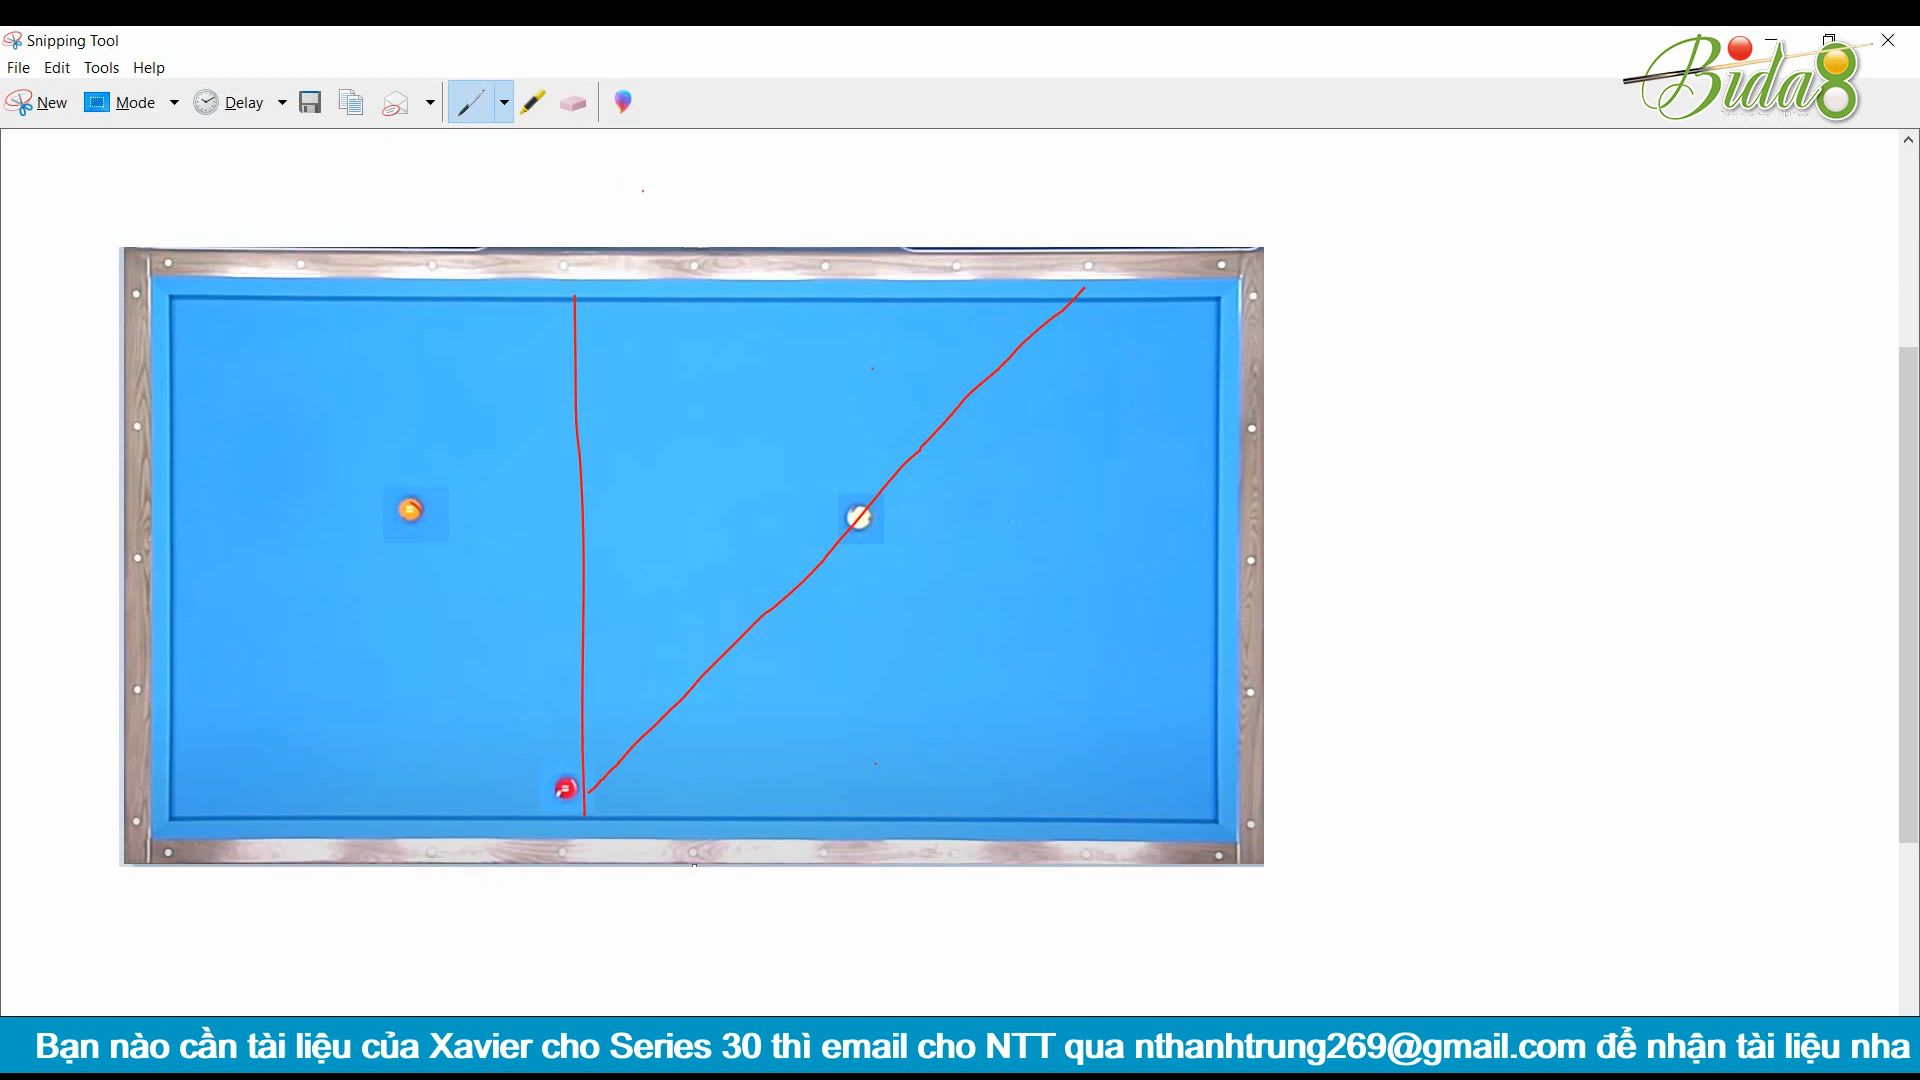 Snipping Tool
File Edit Tools Help
New Mode Delay
Bida8
Bạn nào cần tài liệu của Xavier cho Series 30 thì email cho NTT qua nthanhtrung269@gmail.com để nhận tài liệu nha